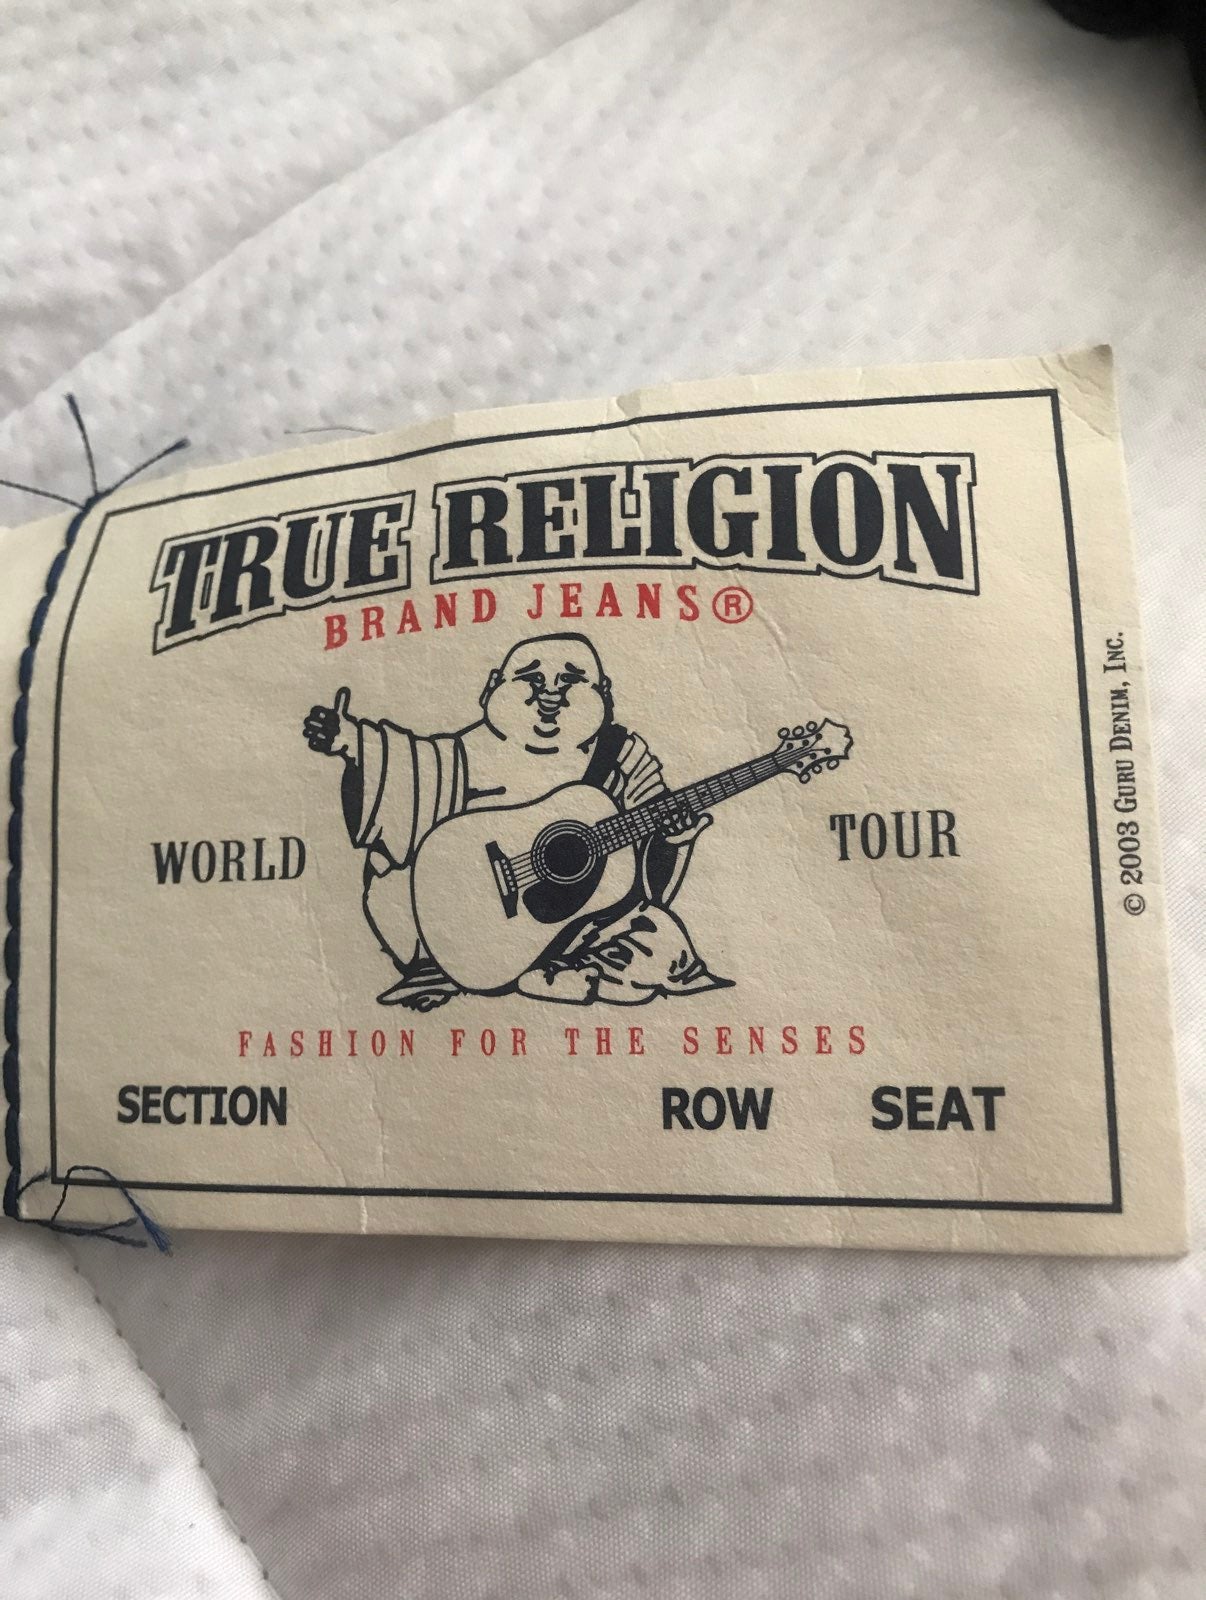 TRUE RELIGION
BRAND JEANS®
WORLD TOUR
FASHION FOR THE SENSES
SECTION ROW SEAT
© 2003 GURU DENIM, INC.